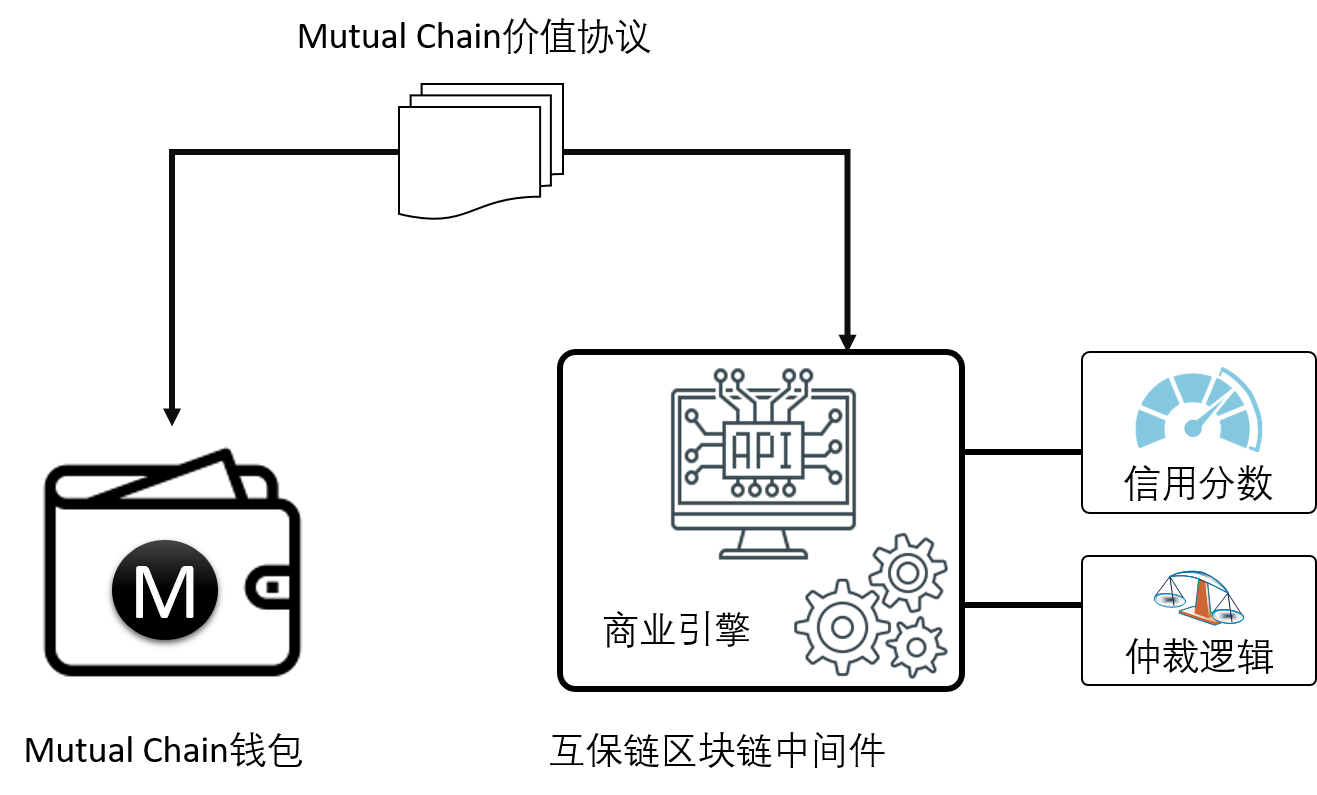 Mutual Chain价值协议
API
信用分数
M
商业引擎
仲裁逻辑
Mutual Chain钱包
互保链区块链中间件